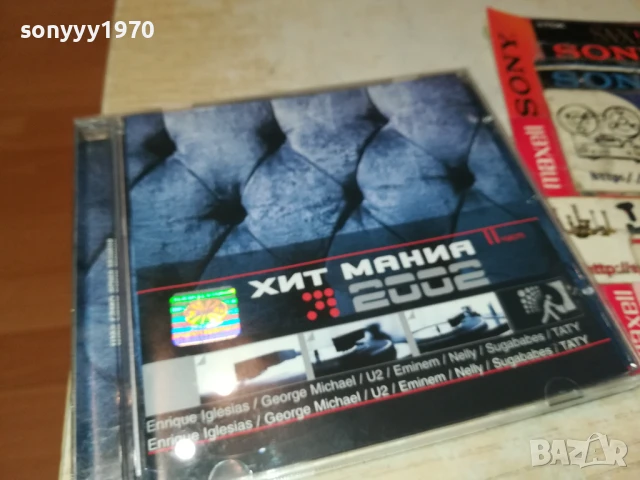 sonyyy1970
SONY
maxell
SONY
ХИТ МАНИЯ
II част
2002
Enrique Iglesias / George Michael / U2 / Eminem / Nelly / Sugababes / TATY
Enrique Iglesias / George Michael / U2 / Eminem / Nelly / Sugababes / TATY
http://
maxell
BAZAR